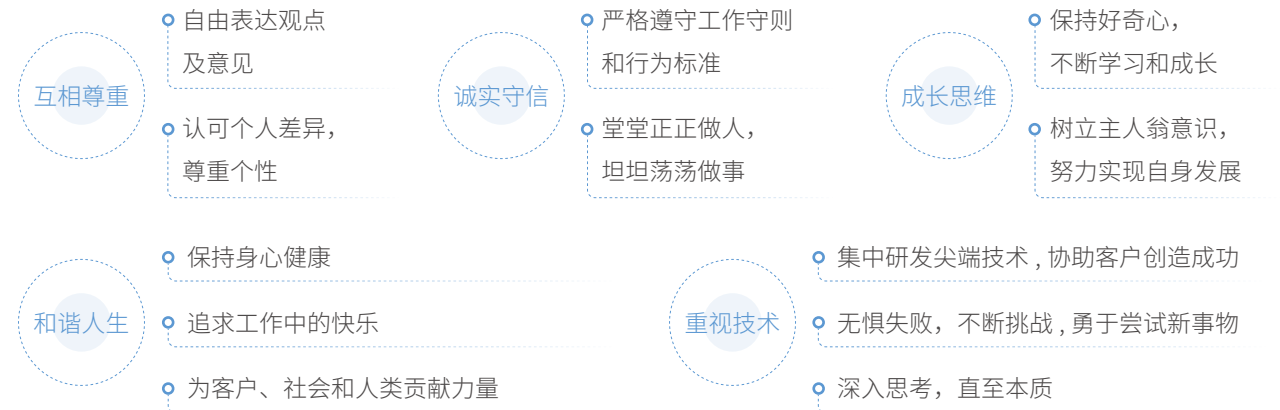 互相尊重
自由表达观点
及意见
认可个人差异，
尊重个性
诚实守信
严格遵守工作守则
和行为标准
堂堂正正做人，
坦坦荡荡做事
成长思维
保持好奇心，
不断学习和成长
树立主人翁意识，
努力实现自身发展
和谐人生
保持身心健康
追求工作中的快乐
为客户、社会和人类贡献力量
重视技术
集中研发尖端技术 , 协助客户创造成功
无惧失败，不断挑战 , 勇于尝试新事物
深入思考，直至本质